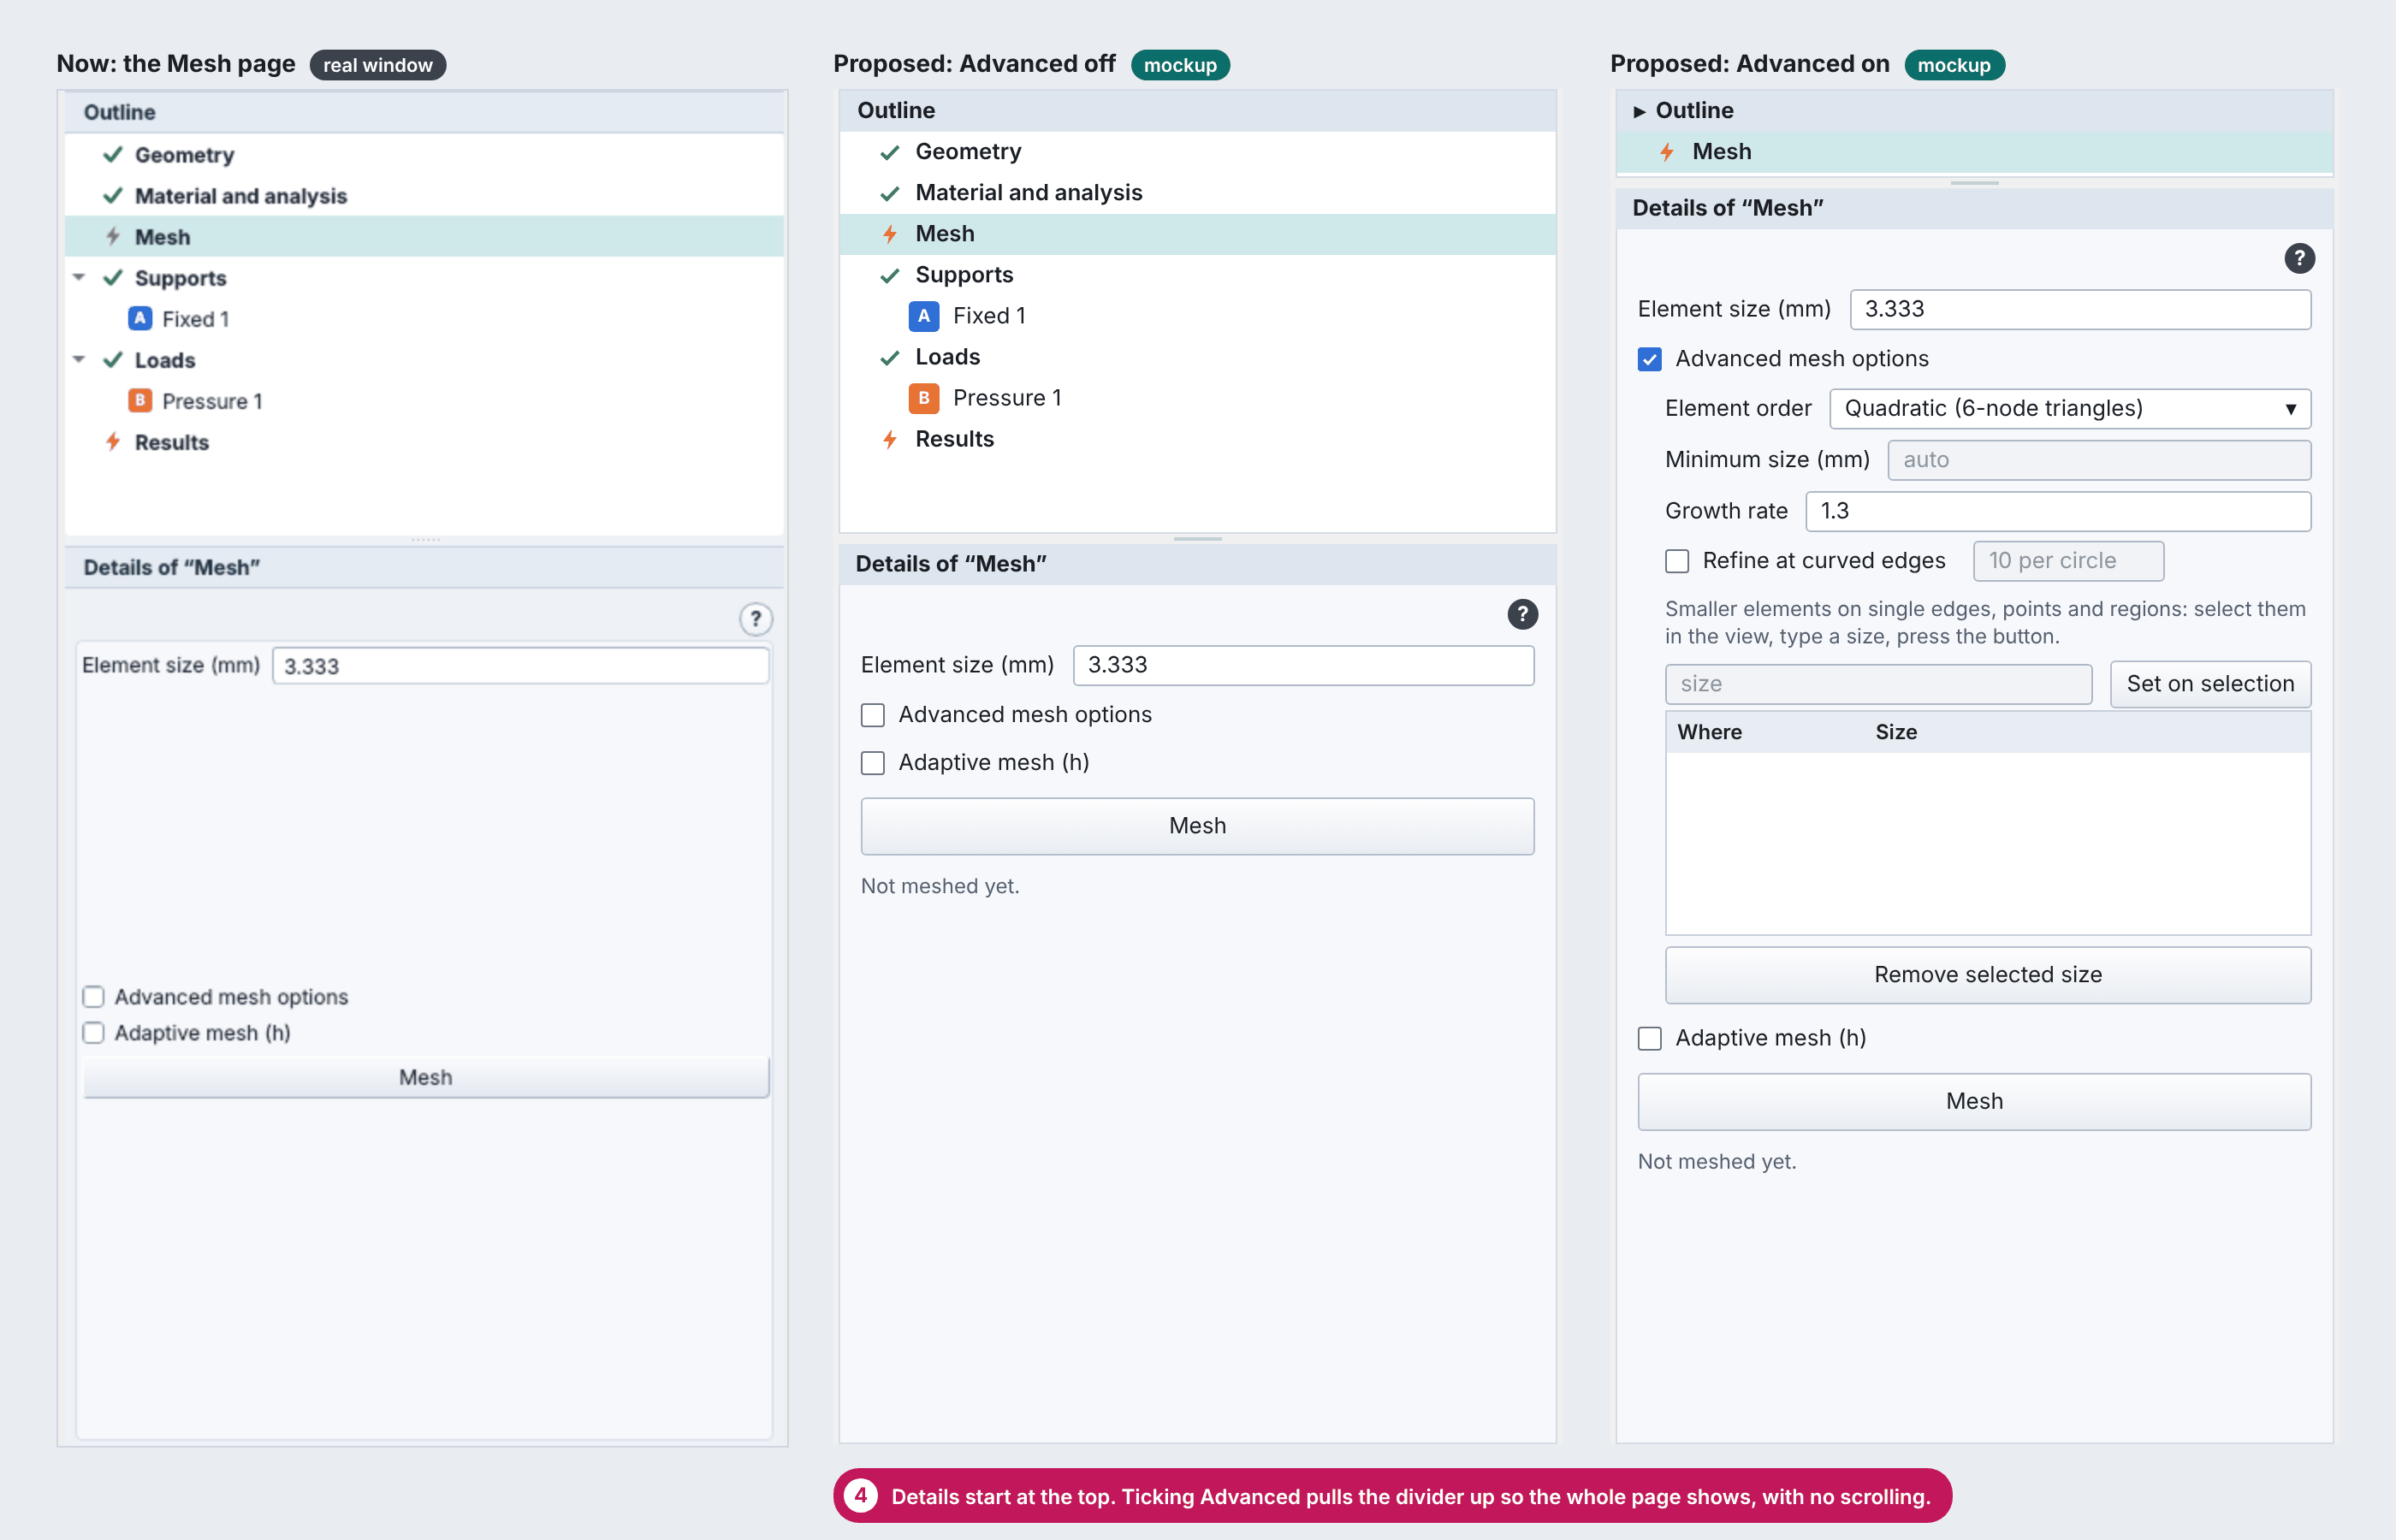 Now: the Mesh page real window
Outline
Geometry
Material and analysis
Mesh
Supports
A Fixed 1
Loads
B Pressure 1
Results
Details of “Mesh”
?
Element size (mm) 3.333
Advanced mesh options
Adaptive mesh (h)
Mesh
Proposed: Advanced off mockup
Outline
Geometry
Material and analysis
Mesh
Supports
A Fixed 1
Loads
B Pressure 1
Results
Details of “Mesh”
?
Element size (mm) 3.333
Advanced mesh options
Adaptive mesh (h)
Mesh
Not meshed yet.
Proposed: Advanced on mockup
Outline
Mesh
Details of “Mesh”
?
Element size (mm) 3.333
Advanced mesh options
Element order Quadratic (6-node triangles)
Minimum size (mm) auto
Growth rate 1.3
Refine at curved edges 10 per circle
Smaller elements on single edges, points and regions: select them
in the view, type a size, press the button.
size Set on selection
Where Size
Remove selected size
Adaptive mesh (h)
Mesh
Not meshed yet.
4 Details start at the top. Ticking Advanced pulls the divider up so the whole page shows, with no scrolling.